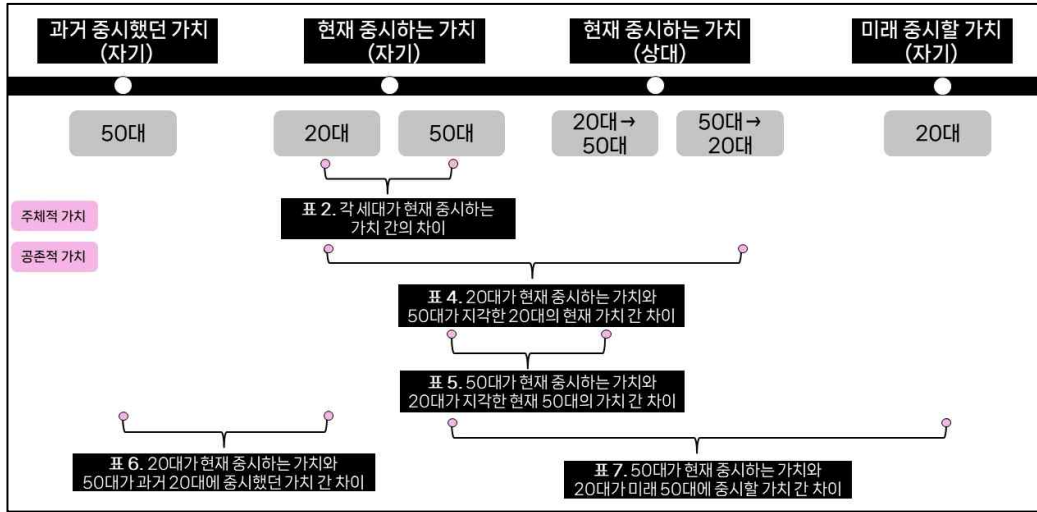 과거 중시했던 가치
(자기)
현재 중시하는 가치
(자기)
현재 중시하는 가치
(상대)
미래 중시할 가치
(자기)
50대
20대
50대
20대→
50대
50대→
20대
20대
주체적 가치
공존적 가치
표 2. 각 세대가 현재 중시하는
가치 간의 차이
표 4. 20대가 현재 중시하는 가치와
50대가 지각한 20대의 현재 가치 간 차이
표 5. 50대가 현재 중시하는 가치와
20대가 지각한 현재 50대의 가치 간 차이
표 6. 20대가 현재 중시하는 가치와
50대가 과거 20대에 중시했던 가치 간 차이
표 7. 50대가 현재 중시하는 가치와
20대가 미래 50대에 중시할 가치 간 차이